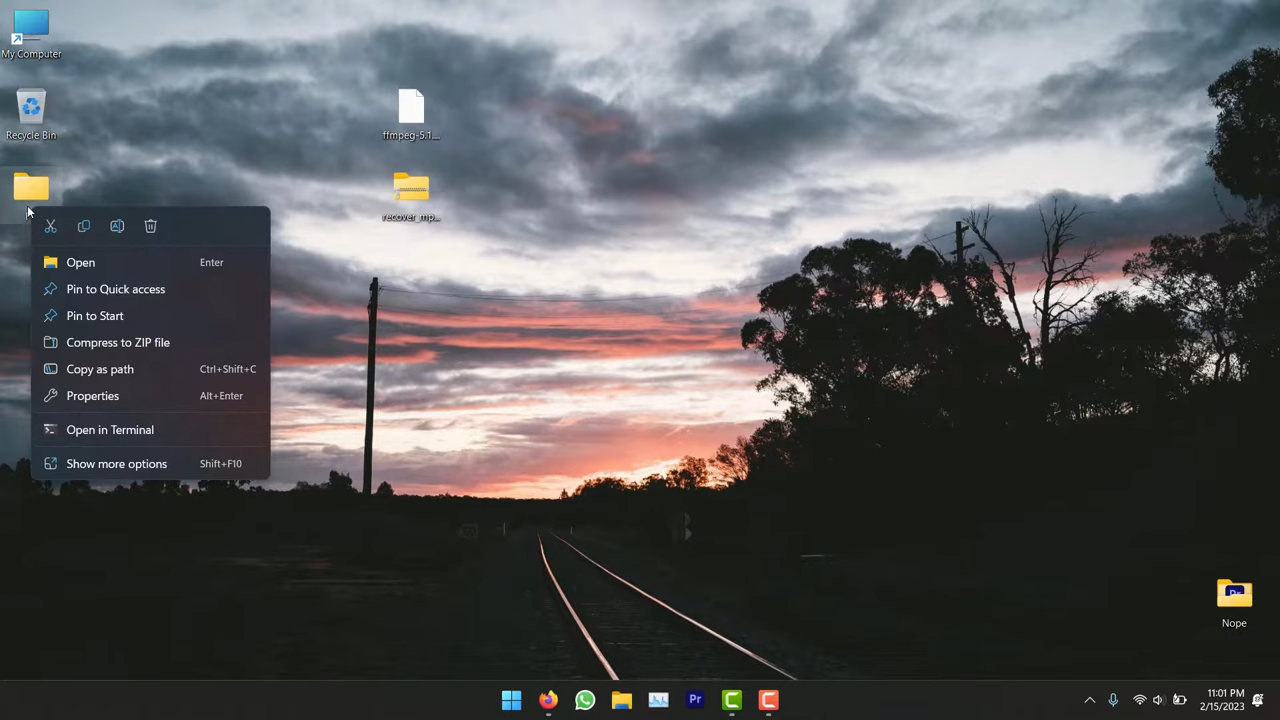 My Computer
Recycle Bin
ffmpeg-5.1...
recover_mp...
Open Enter
Pin to Quick access
Pin to Start
Compress to ZIP file
Copy as path Ctrl+Shift+C
Properties Alt+Enter
Open in Terminal
Show more options Shift+F10
Pr
Nope
Pr
11:01 PM
2/15/2023